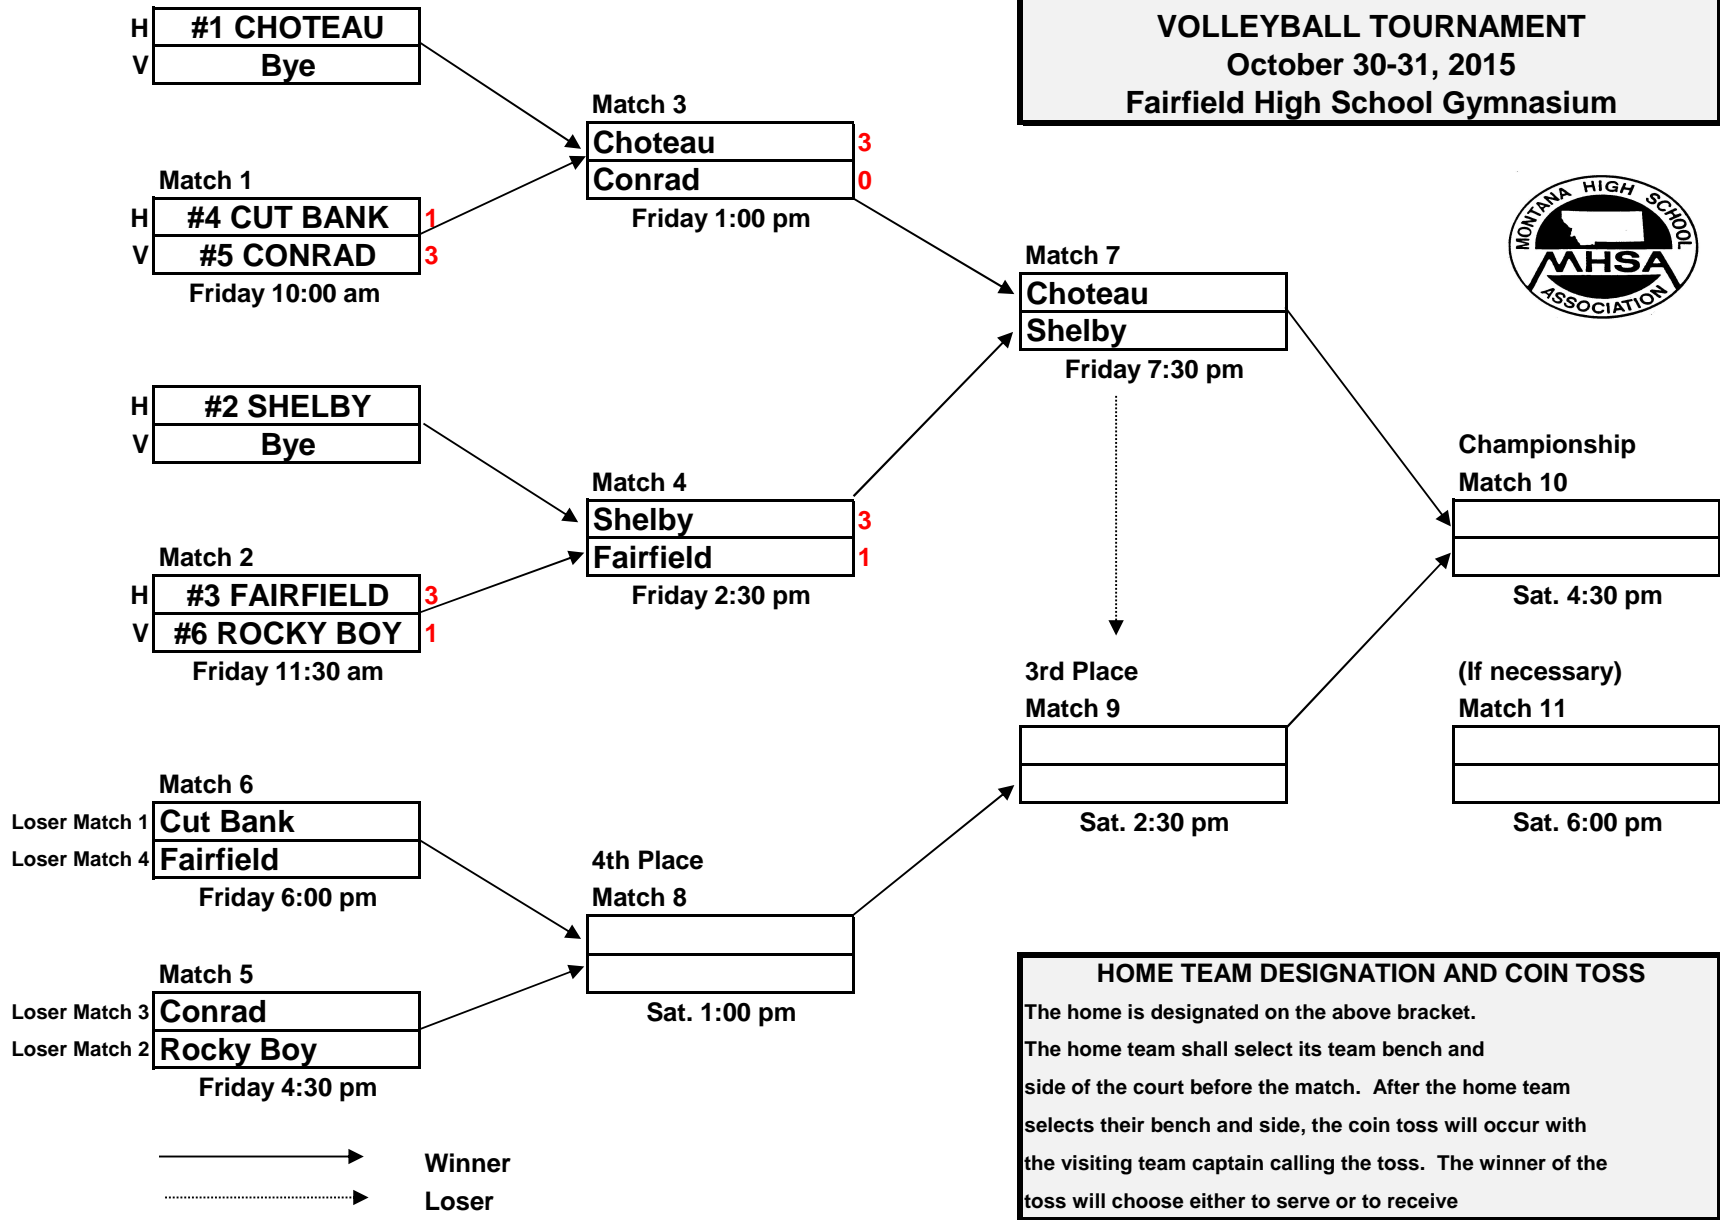 VOLLEYBALL TOURNAMENT
October 30-31, 2015
Fairfield High School Gymnasium
MONTANA HIGH SCHOOL
MHSA
ASSOCIATION
H #1 CHOTEAU
V Bye
Match 1
H #4 CUT BANK 1
V #5 CONRAD 3
Friday 10:00 am
H #2 SHELBY
V Bye
Match 2
H #3 FAIRFIELD 3
V #6 ROCKY BOY 1
Friday 11:30 am
Match 6
Loser Match 1 Cut Bank
Loser Match 4 Fairfield
Friday 6:00 pm
Match 5
Loser Match 3 Conrad
Loser Match 2 Rocky Boy
Friday 4:30 pm
Winner
Loser
Match 3
Choteau 3
Conrad 0
Friday 1:00 pm
Match 4
Shelby 3
Fairfield 1
Friday 2:30 pm
4th Place
Match 8
Sat. 1:00 pm
Match 7
Choteau
Shelby
Friday 7:30 pm
3rd Place
Match 9
Sat. 2:30 pm
Championship
Match 10
Sat. 4:30 pm
(If necessary)
Match 11
Sat. 6:00 pm
HOME TEAM DESIGNATION AND COIN TOSS
The home is designated on the above bracket.
The home team shall select its team bench and
side of the court before the match. After the home team
selects their bench and side, the coin toss will occur with
the visiting team captain calling the toss. The winner of the
toss will choose either to serve or to receive